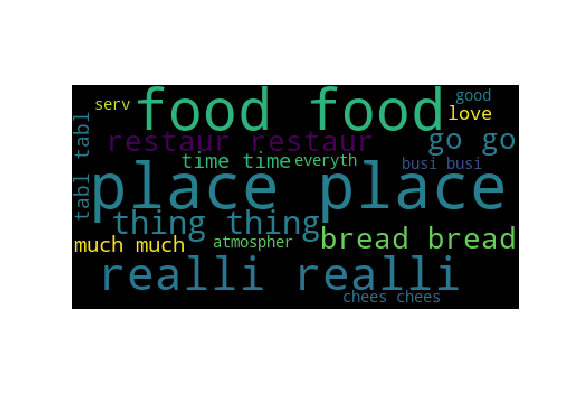 serv
food food
good
love
restaur restaur
go go
tabl tabl
time time
everyth
busi busi
place place
thing thing
much much
atmospher
bread bread
realli realli
chees chees